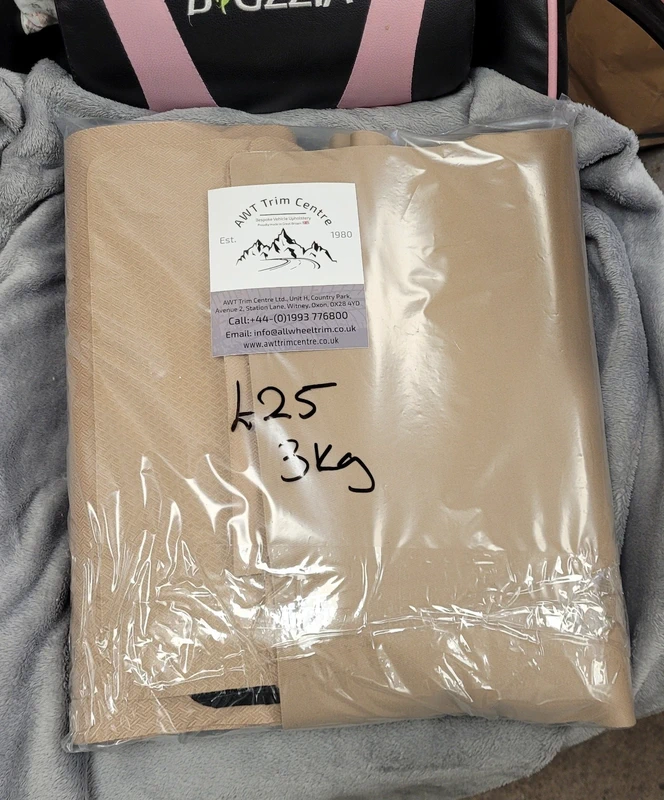 AWT Trim Centre
Bespoke Vehicle Upholstery
Est. 1980
AWT Trim Centre Ltd., Unit H, Country Park,
Avenue 2, Station Lane, Witney, Oxon, OX28 4YD
Call:+44-(0)1993 776800
Email: info@allwheeltrim.co.uk
www.awttrimcentre.co.uk
£25
3kg